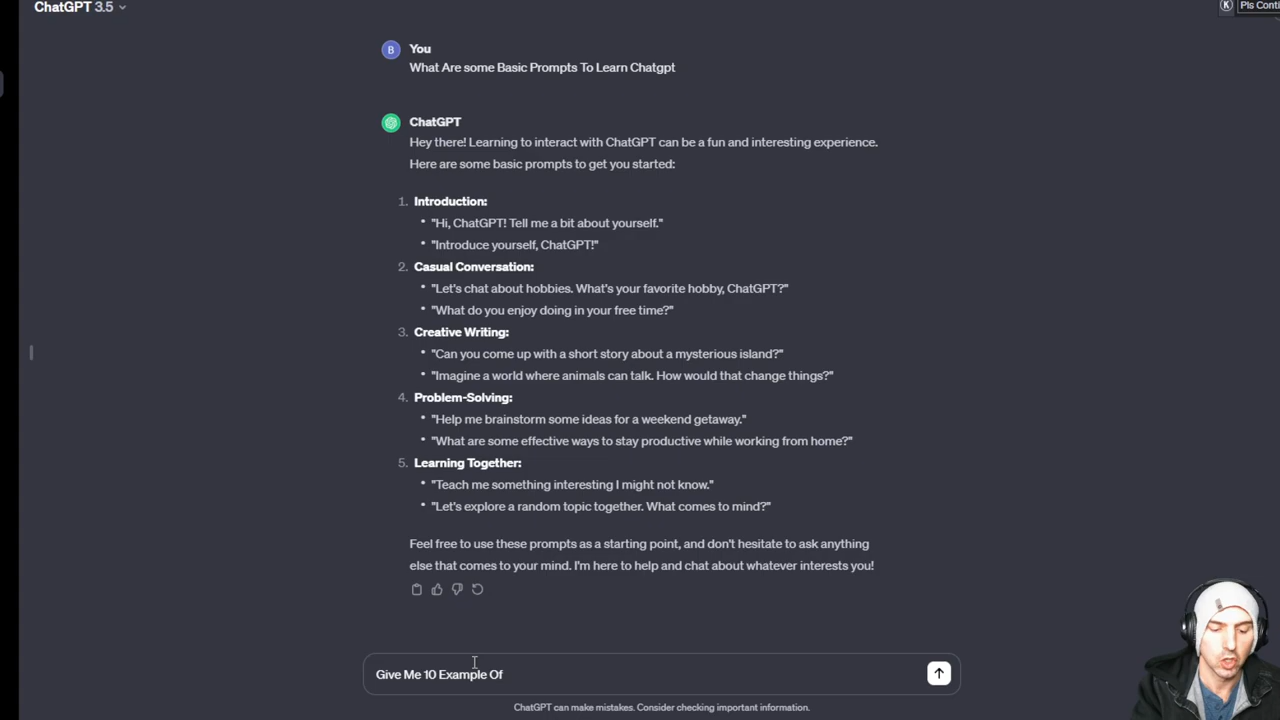 ChatGPT 3.5
K
Pls Conti
B
You
What Are some Basic Prompts To Learn Chatgpt
ChatGPT
Hey there! Learning to interact with ChatGPT can be a fun and interesting experience.
Here are some basic prompts to get you started:
1. Introduction:
• "Hi, ChatGPT! Tell me a bit about yourself."
• "Introduce yourself, ChatGPT!"
2. Casual Conversation:
• "Let's chat about hobbies. What's your favorite hobby, ChatGPT?"
• "What do you enjoy doing in your free time?"
3. Creative Writing:
• "Can you come up with a short story about a mysterious island?"
• "Imagine a world where animals can talk. How would that change things?"
4. Problem-Solving:
• "Help me brainstorm some ideas for a weekend getaway."
• "What are some effective ways to stay productive while working from home?"
5. Learning Together:
• "Teach me something interesting I might not know."
• "Let's explore a random topic together. What comes to mind?"
Feel free to use these prompts as a starting point, and don't hesitate to ask anything
else that comes to your mind. I'm here to help and chat about whatever interests you!
Give Me 10 Example Of
ChatGPT can make mistakes. Consider checking important information.